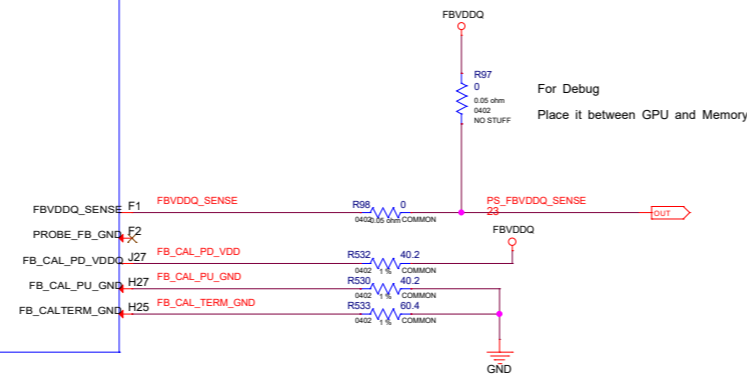 FBVDDQ
R97
0
0.05 ohm
0402
NO STUFF
For Debug
Place it between GPU and Memory
FBVDDQ_SENSE F1 FBVDDQ_SENSE R98 0 PS_FBVDDQ_SENSE
0402 0.05 ohm COMMON 23 OUT
PROBE_FB_GND F2
FBVDDQ
FB_CAL_PD_VDDQ J27 FB_CAL_PD_VDD R532 40.2
0402 1 % COMMON
FB_CAL_PU_GND H27 FB_CAL_PU_GND R530 40.2
0402 1 % COMMON
FB_CALTERM_GND H25 FB_CAL_TERM_GND R533 60.4
0402 1 % COMMON
GND